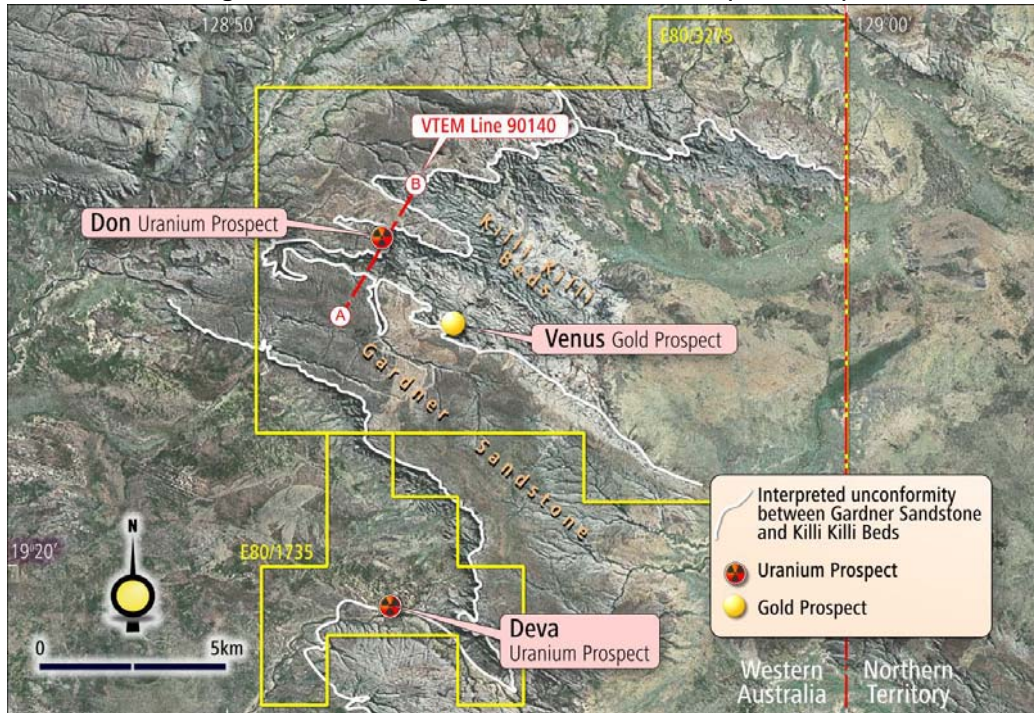 128°50'
E80/3275
129°00'
VTEM Line 90140
B
Don Uranium Prospect
Killi Killi
Beds
A
Venus Gold Prospect
Gardner Sandstone
Interpreted unconformity
between Gardner Sandstone
and Killi Killi Beds
Uranium Prospect
Gold Prospect
N
19°20'
E80/1735
0
5km
Deva
Uranium Prospect
Western
Australia
Northern
Territory